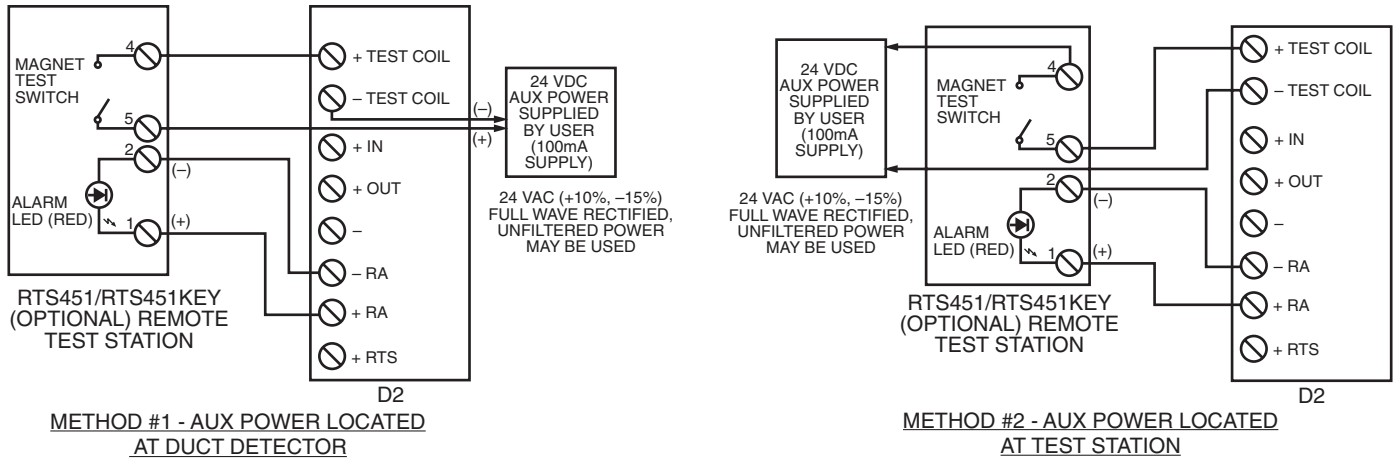 MAGNET
TEST
SWITCH
4
5
2
(–)
ALARM
LED (RED)
1
(+)
RTS451/RTS451KEY
(OPTIONAL) REMOTE
TEST STATION
+ TEST COIL
– TEST COIL
+ IN
+ OUT
–
– RA
+ RA
+ RTS
D2
(–)
(+)
24 VDC
AUX POWER
SUPPLIED
BY USER
(100mA
SUPPLY)
24 VAC (+10%, –15%)
FULL WAVE RECTIFIED,
UNFILTERED POWER
MAY BE USED
METHOD #1 - AUX POWER LOCATED
AT DUCT DETECTOR
24 VDC
AUX POWER
SUPPLIED
BY USER
(100mA
SUPPLY)
24 VAC (+10%, –15%)
FULL WAVE RECTIFIED,
UNFILTERED POWER
MAY BE USED
MAGNET
TEST
SWITCH
4
5
2
(–)
ALARM
LED (RED)
1
(+)
RTS451/RTS451KEY
(OPTIONAL) REMOTE
TEST STATION
+ TEST COIL
– TEST COIL
+ IN
+ OUT
–
– RA
+ RA
+ RTS
D2
METHOD #2 - AUX POWER LOCATED
AT TEST STATION